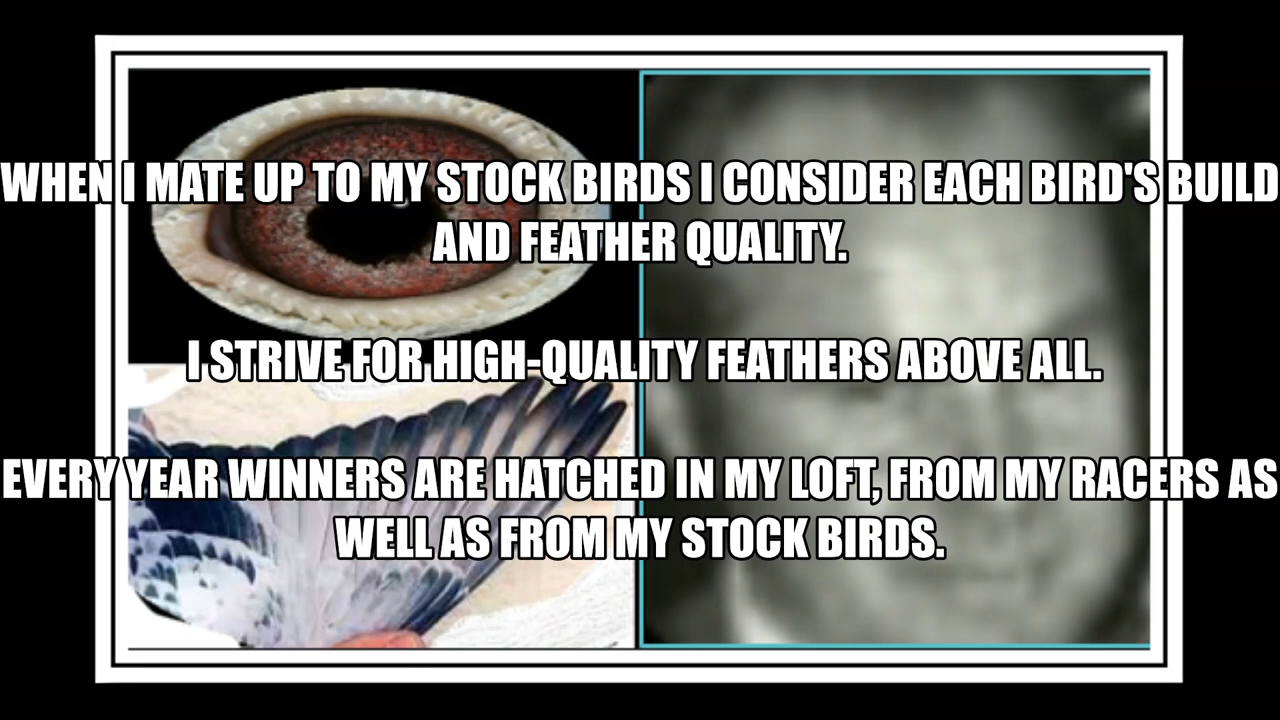 WHEN I MATE UP TO MY STOCK BIRDS I CONSIDER EACH BIRD'S BUILD
AND FEATHER QUALITY.
I STRIVE FOR HIGH-QUALITY FEATHERS ABOVE ALL.
EVERY YEAR WINNERS ARE HATCHED IN MY LOFT, FROM MY RACERS AS
WELL AS FROM MY STOCK BIRDS.